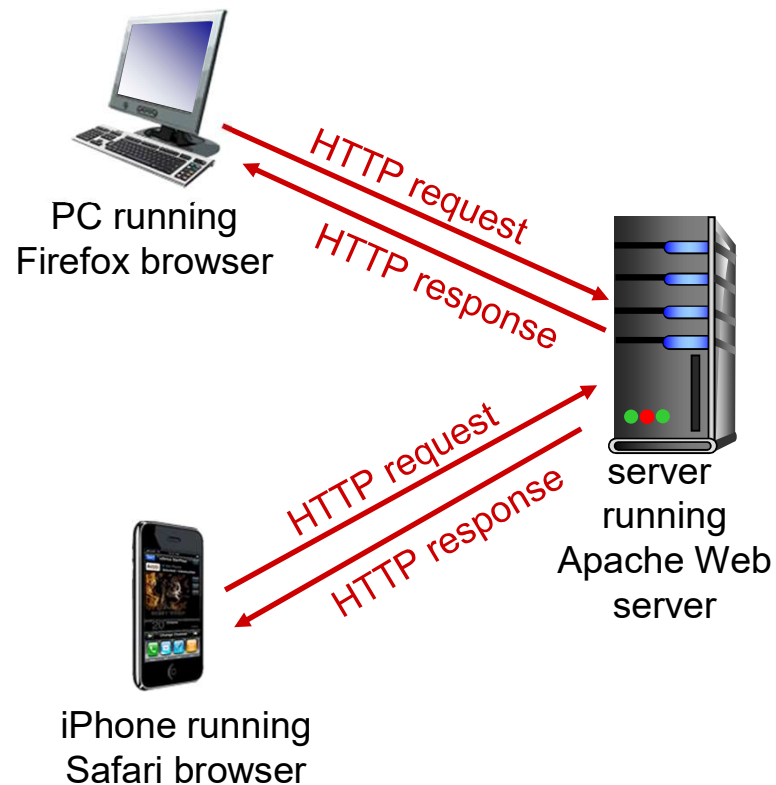 HTTP request
HTTP response
PC running
Firefox browser
HTTP request
HTTP response
server
running
Apache Web
server
iPhone running
Safari browser